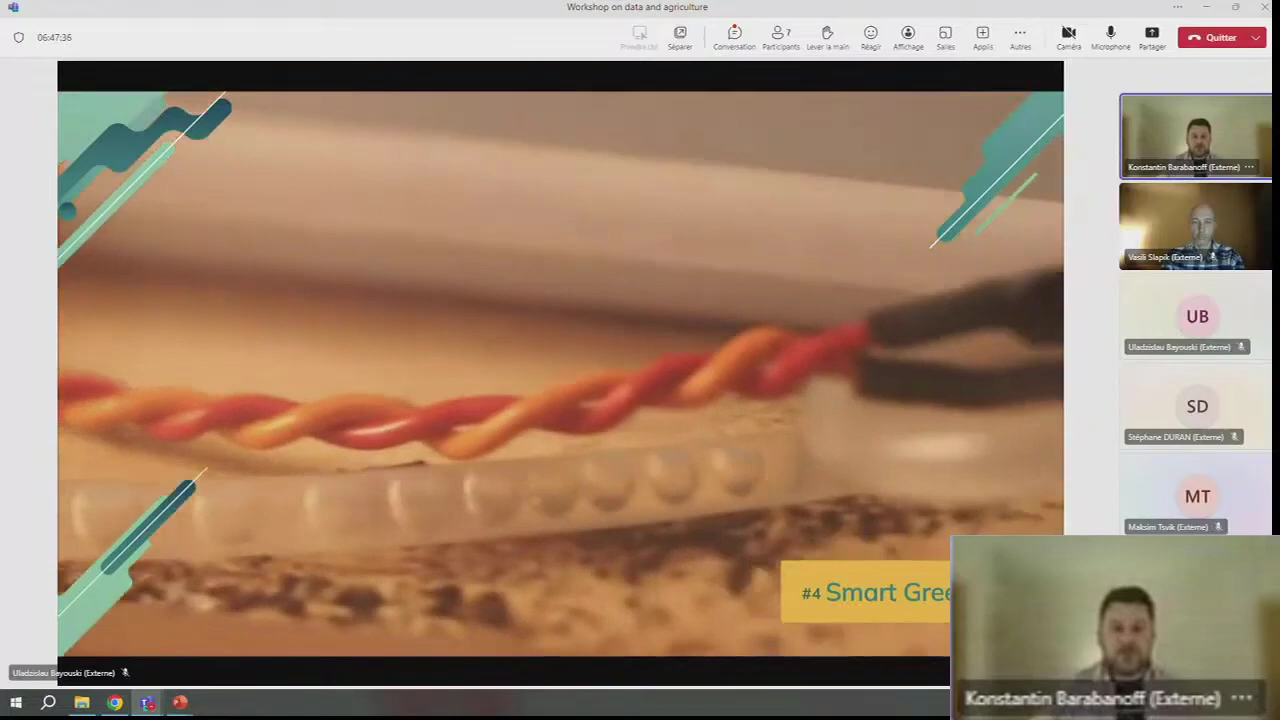 Workshop on data and agriculture
06:47:36
Séparer
Conversation
7
Participants
Lever la main
Réagir
Affichage
Salles
Applis
Autres
Caméra
Microphone
Partager
Quitter
Konstantin Barabanoff (Externe)
Vasili Slapik (Externe)
UB
Uladzislau Bayouski (Externe)
SD
Stéphane DURAN (Externe)
MT
Maksim Tsvik (Externe)
#4 Smart Gree
Uladzislau Bayouski (Externe)
Konstantin Barabanoff (Externe)